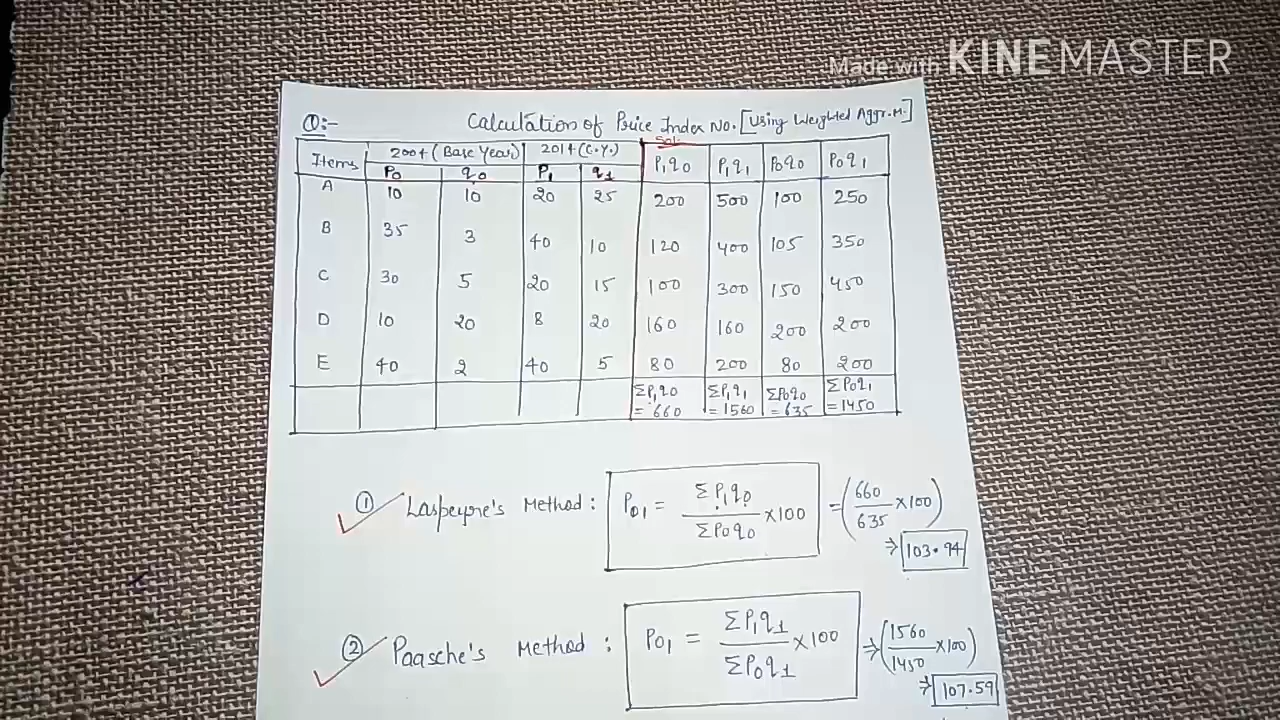 Made with KINEMASTER
Q:- Calculation of Price Index No. [Using Weighted Aggr. M.]
Sol.
Items 2004 (Base Year) 2014 (C.Y.) P₁q₀ P₁q₁ P₀q₀ P₀q₁
P₀ q₀ P₁ q₁
A 10 10 20 25 200 500 100 250
B 35 3 40 10 120 400 105 350
C 30 5 20 15 100 300 150 450
D 10 20 8 20 160 160 200 200
E 40 2 40 5 80 200 80 200
ΣP₁q₀ ΣP₁q₁ ΣP₀q₀ ΣP₀q₁
= 660 = 1560 = 635 = 1450
① Laspeyre's Method : P₀₁ = ΣP₁q₀ / ΣP₀q₀ ×100 = (660/635 ×100)
⇒ 103.94
② Paasche's Method : P₀₁ = ΣP₁q₁ / ΣP₀q₁ ×100 ⇒ (1560/1450 ×100)
⇒ 107.59